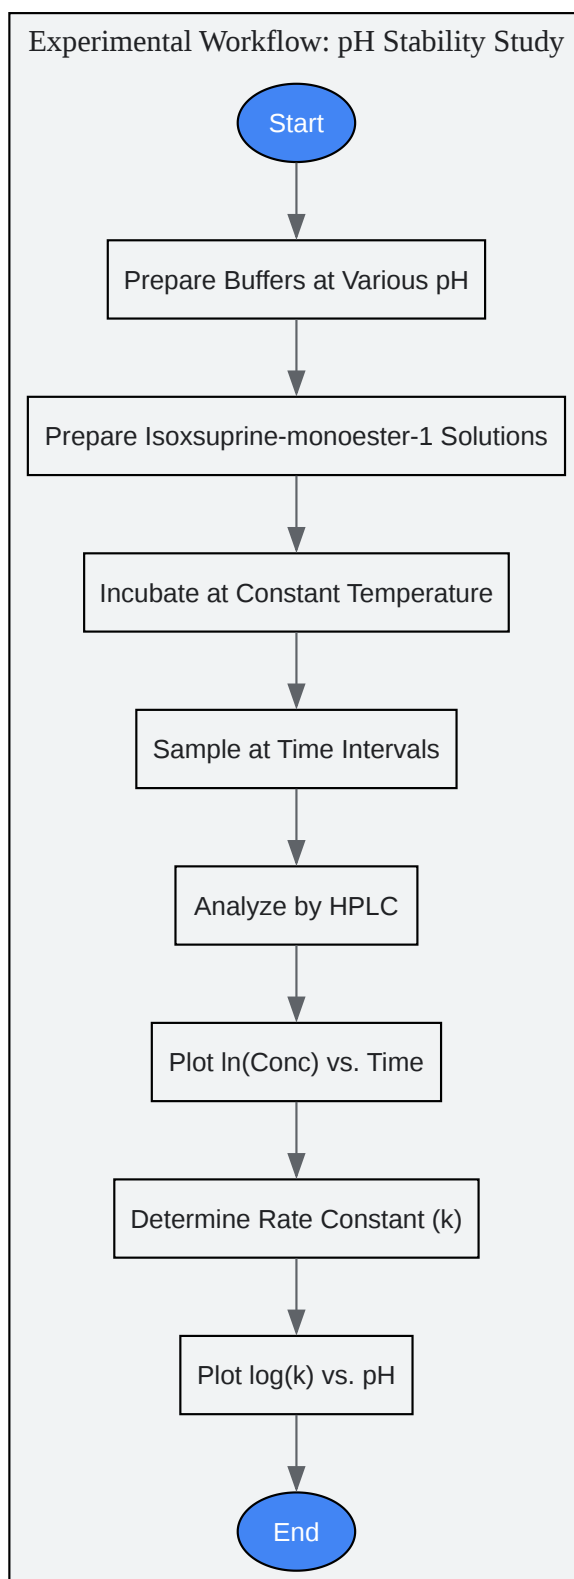 Experimental Workflow: pH Stability Study
Start
Prepare Buffers at Various pH
Prepare Isoxsuprine-monoester-1 Solutions
Incubate at Constant Temperature
Sample at Time Intervals
Analyze by HPLC
Plot ln(Conc) vs. Time
Determine Rate Constant (k)
Plot log(k) vs. pH
End